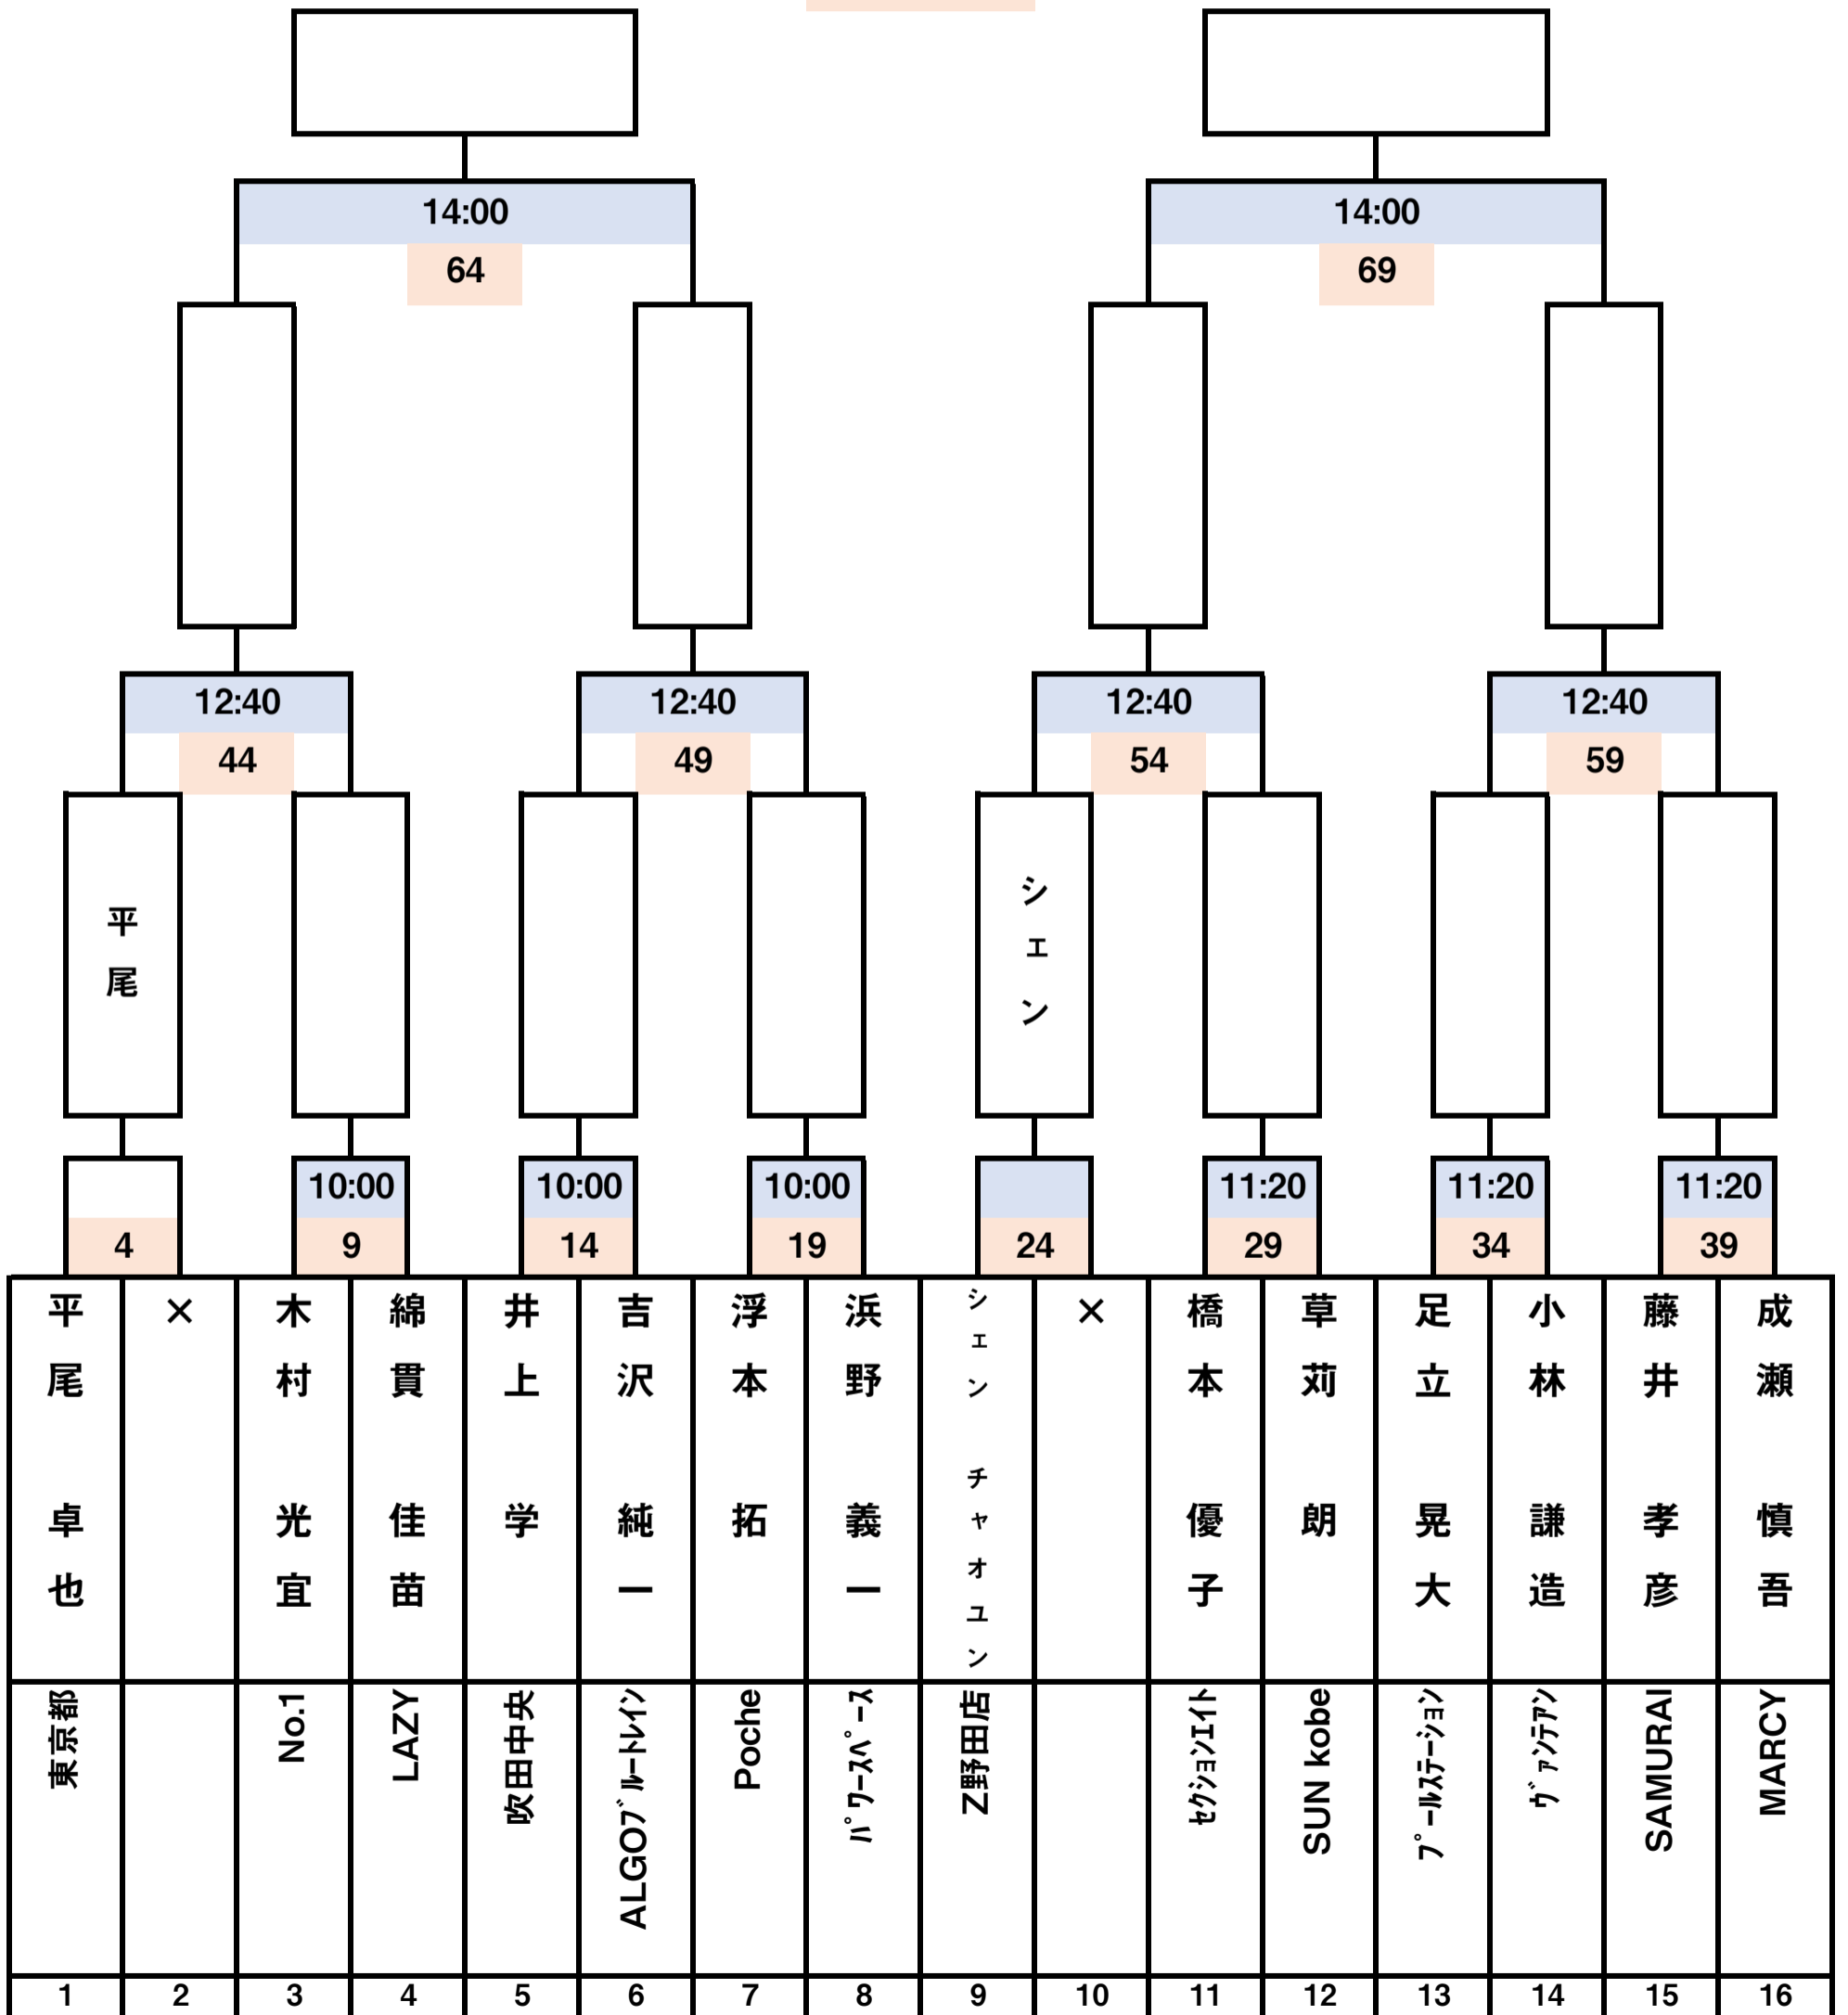 14:00 14:00
64 69
12:40 12:40 12:40 12:40
44 49 54 59
平尾 シェン
10:00 10:00 10:00 11:20 11:20 11:20
4 9 14 19 24 29 34 39
平尾 卓也
×
木村 光宜
綿貫 佳苗
井上 学
吉沢 純一
浮本 拓
浜野 義一
シェン チャオユン
×
橋本 優子
草苅 朗
足立 晃大
小林 謙造
藤井 孝彦
成瀬 慎吾
東京都
No.1
LAZY
吹田中央
ALGOブルートレイン
Poche
パワースペース
Z野田店
セクションエイト
SUN kobe
プールステーション
ヴァンテアン
SAMURAI
MARCY
1 2 3 4 5 6 7 8 9 10 11 12 13 14 15 16